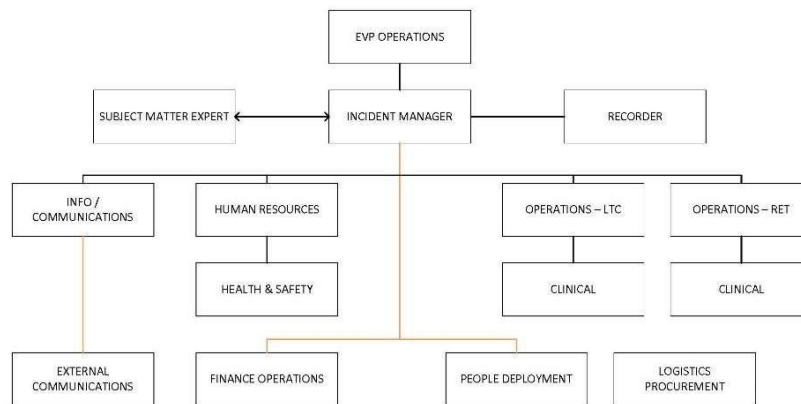 EVP OPERATIONS
SUBJECT MATTER EXPERT
INCIDENT MANAGER
RECORDER
INFO /
COMMUNICATIONS
HUMAN RESOURCES
OPERATIONS – LTC
OPERATIONS – RET
HEALTH & SAFETY
CLINICAL
CLINICAL
EXTERNAL
COMMUNICATIONS
FINANCE OPERATIONS
PEOPLE DEPLOYMENT
LOGISTICS
PROCUREMENT